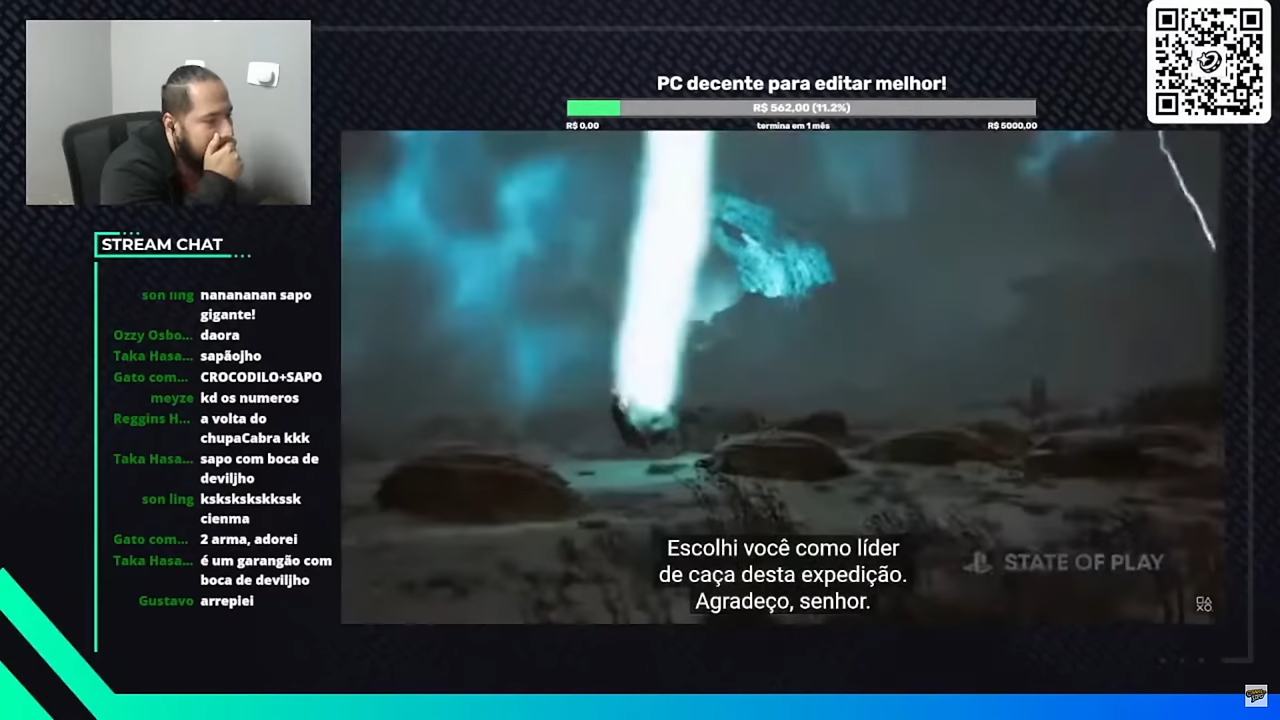 PC decente para editar melhor!
R$ 562,00 (11.2%)
R$ 0,00
termina em 1 mês
R$ 5000,00
STREAM CHAT
son ling nanananan sapo
gigante!
Ozzy Osbo... daora
Taka Hasa... sapãojho
Gato com... CROCODILO+SAPO
meyze kd os numeros
Reggins H... a volta do
chupaCabra kkk
Taka Hasa... sapo com boca de
deviljho
son ling ksksksksskkssk
cienma
Gato com... 2 arma, adorei
Taka Hasa... é um garangão com
boca de deviljho
Gustavo arrepiei
Escolhi você como líder
de caça desta expedição.
Agradeço, senhor.
STATE OF PLAY